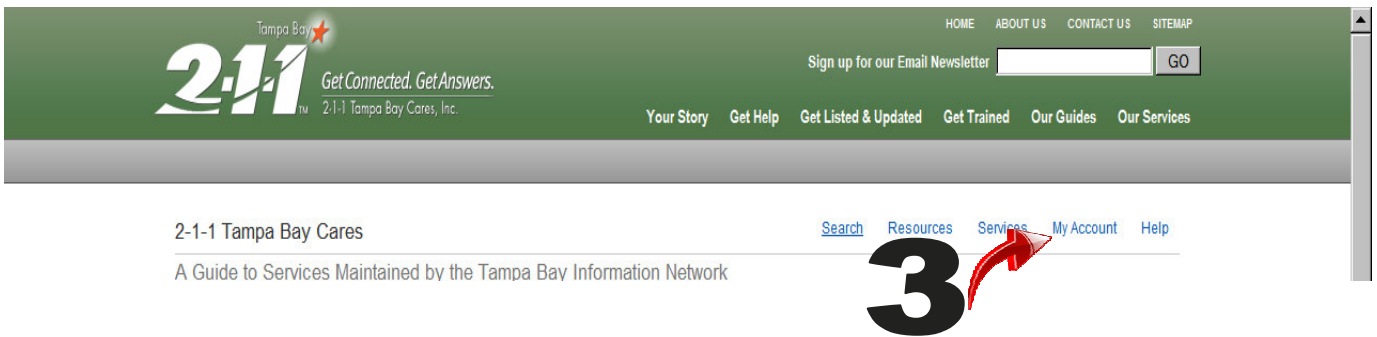 Tampa Bay
2-1-1
TM
Get Connected. Get Answers.
2-1-1 Tampa Bay Cares, Inc.
HOME ABOUT US CONTACT US SITEMAP
Sign up for our Email Newsletter GO
Your Story Get Help Get Listed & Updated Get Trained Our Guides Our Services
2-1-1 Tampa Bay Cares
Search Resources Services My Account Help
A Guide to Services Maintained by the Tampa Bay Information Network
3